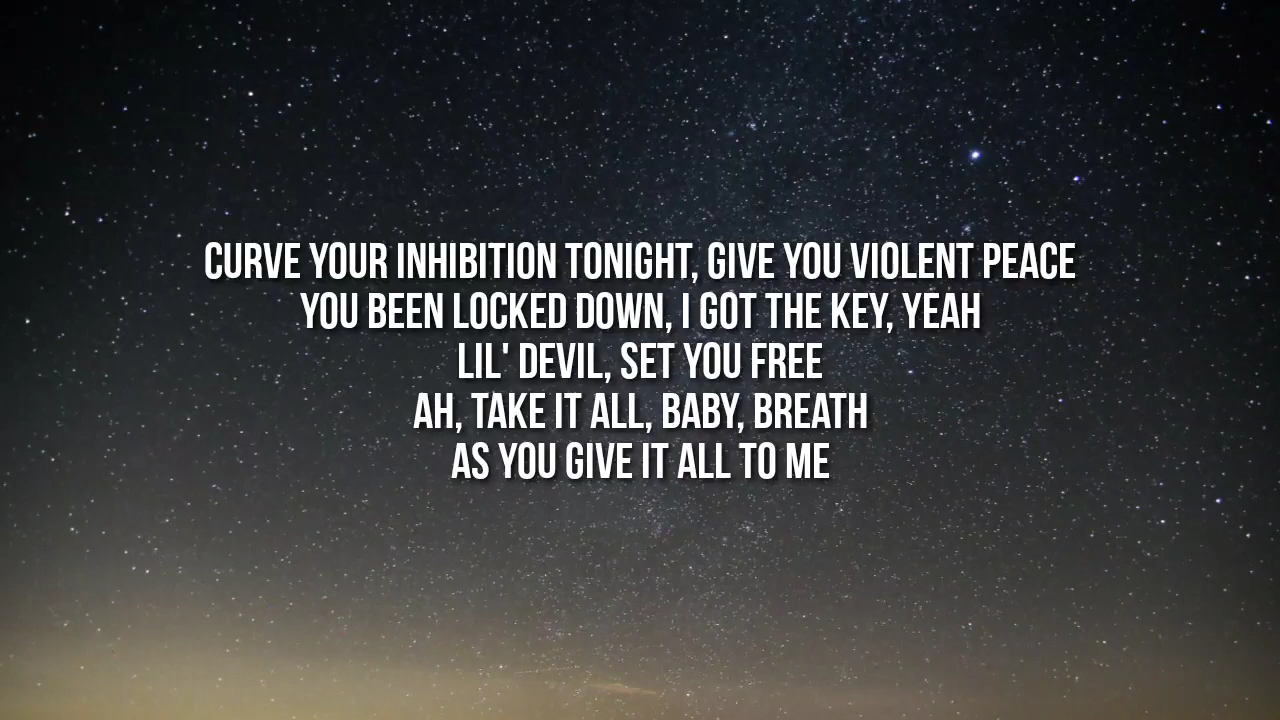 CURVE YOUR INHIBITION TONIGHT, GIVE YOU VIOLENT PEACE
YOU BEEN LOCKED DOWN, I GOT THE KEY, YEAH
LIL' DEVIL, SET YOU FREE
AH, TAKE IT ALL, BABY, BREATH
AS YOU GIVE IT ALL TO ME